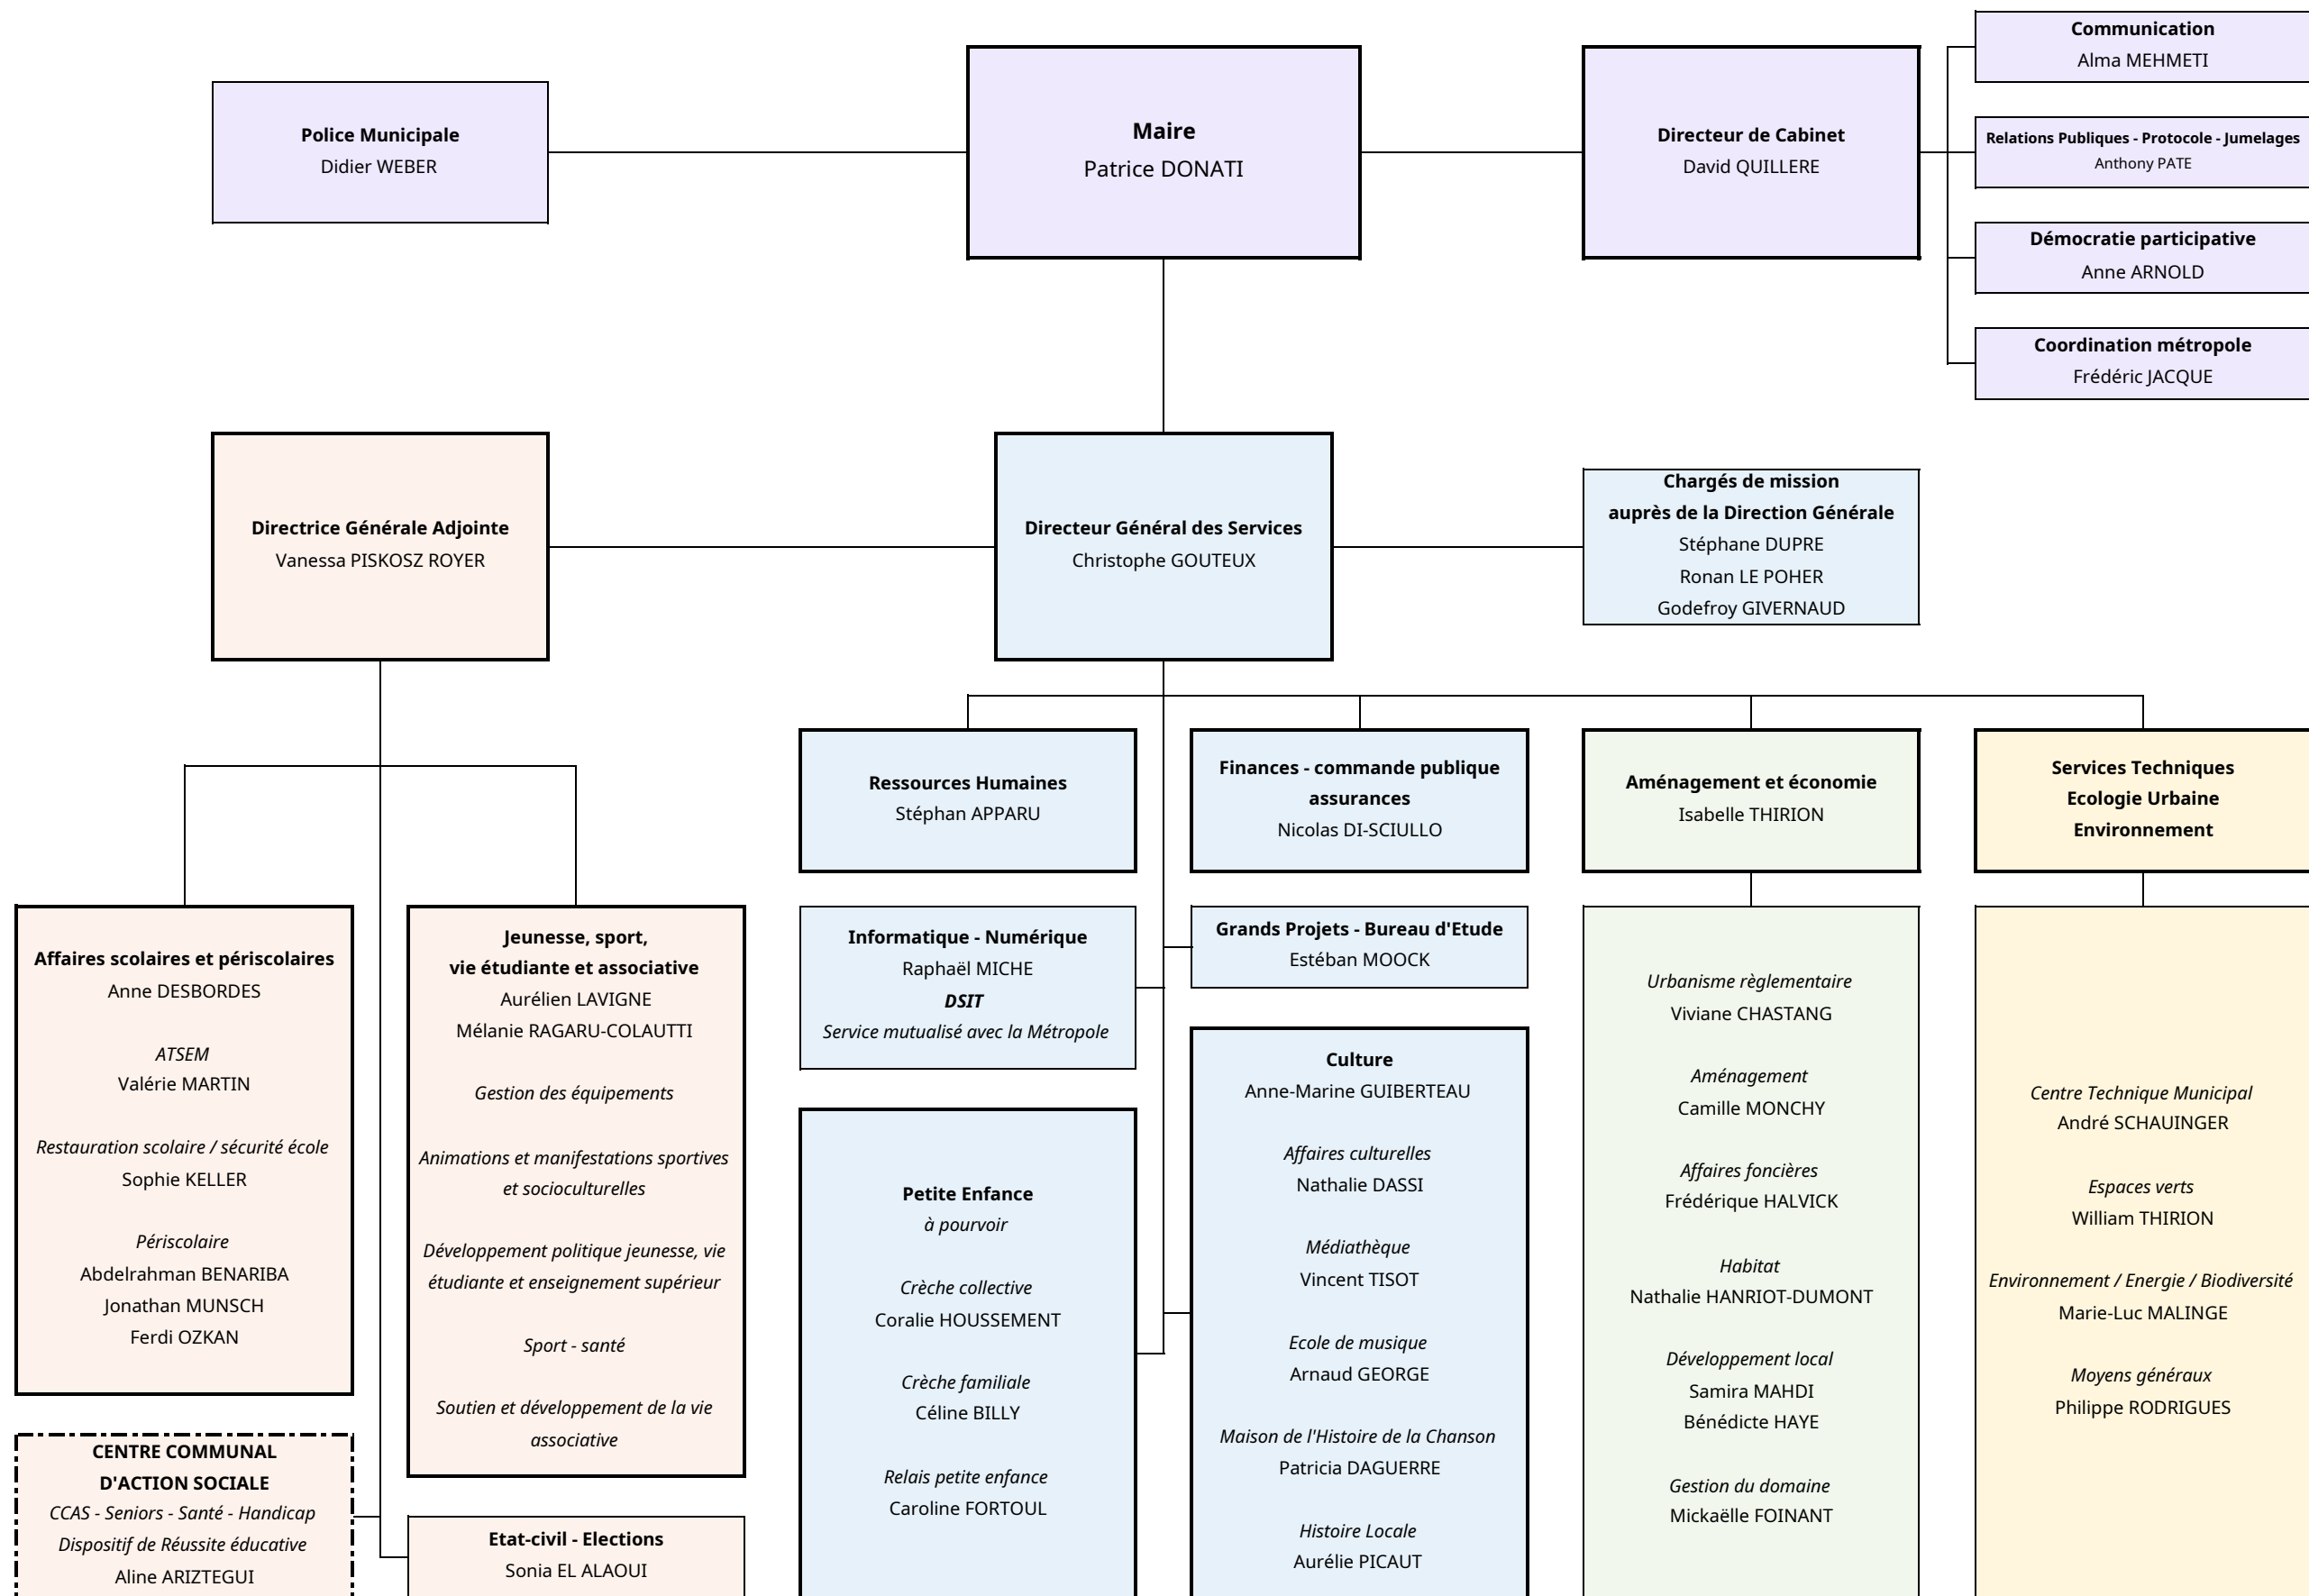 Communication
Alma MEHMETI
Police Municipale
Didier WEBER
Maire
Patrice DONATI
Directeur de Cabinet
David QUILLERE
Relations Publiques - Protocole - Jumelages
Anthony PATE
Démocratie participative
Anne ARNOLD
Coordination métropole
Frédéric JACQUE
Directrice Générale Adjointe
Vanessa PISKOSZ ROYER
Directeur Général des Services
Christophe GOUTEUX
Chargés de mission
auprès de la Direction Générale
Stéphane DUPRE
Ronan LE POHER
Godefroy GIVERNAUD
Ressources Humaines
Stéphan APPARU
Finances - commande publique
assurances
Nicolas DI-SCIULLO
Aménagement et économie
Isabelle THIRION
Services Techniques
Ecologie Urbaine
Environnement
Affaires scolaires et périscolaires
Anne DESBORDES
ATSEM
Valérie MARTIN
Restauration scolaire / sécurité école
Sophie KELLER
Périscolaire
Abdelrahman BENARIBA
Jonathan MUNSCH
Ferdi OZKAN
Jeunesse, sport,
vie étudiante et associative
Aurélien LAVIGNE
Mélanie RAGARU-COLAUTTI
Gestion des équipements
Animations et manifestations sportives
et socioculturelles
Développement politique jeunesse, vie
étudiante et enseignement supérieur
Sport - santé
Soutien et développement de la vie
associative
Informatique - Numérique
Raphaël MICHE
DSIT
Service mutualisé avec la Métropole
Grands Projets - Bureau d'Etude
Estéban MOOCK
Petite Enfance
à pourvoir
Crèche collective
Coralie HOUSSEMENT
Crèche familiale
Céline BILLY
Relais petite enfance
Caroline FORTOUL
Culture
Anne-Marine GUIBERTEAU
Affaires culturelles
Nathalie DASSI
Médiathèque
Vincent TISOT
Ecole de musique
Arnaud GEORGE
Maison de l'Histoire de la Chanson
Patricia DAGUERRE
Histoire Locale
Aurélie PICAUT
Urbanisme règlementaire
Viviane CHASTANG
Aménagement
Camille MONCHY
Affaires foncières
Frédérique HALVICK
Habitat
Nathalie HANRIOT-DUMONT
Développement local
Samira MAHDI
Bénédicte HAYE
Gestion du domaine
Mickaëlle FOINANT
Centre Technique Municipal
André SCHAUINGER
Espaces verts
William THIRION
Environnement / Energie / Biodiversité
Marie-Luc MALINGE
Moyens généraux
Philippe RODRIGUES
CENTRE COMMUNAL
D'ACTION SOCIALE
CCAS - Seniors - Santé - Handicap
Dispositif de Réussite éducative
Aline ARIZTEGUI
Etat-civil - Elections
Sonia EL ALAOUI